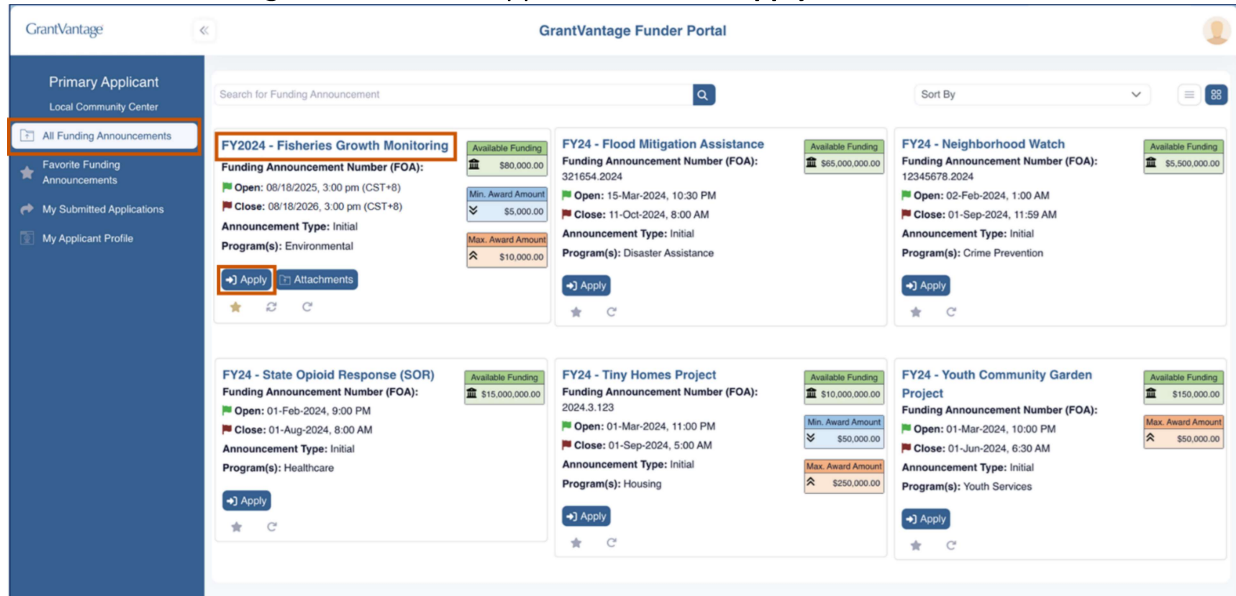 GrantVantage
GrantVantage Funder Portal
Primary Applicant
Local Community Center
All Funding Announcements
Favorite Funding
Announcements
My Submitted Applications
My Applicant Profile
Search for Funding Announcement
Sort By
FY2024 - Fisheries Growth Monitoring
Funding Announcement Number (FOA):
Open: 08/18/2025, 3:00 pm (CST+8)
Close: 08/18/2026, 3:00 pm (CST+8)
Announcement Type: Initial
Program(s): Environmental
Available Funding
$80,000.00
Min. Award Amount
$5,000.00
Max. Award Amount
$10,000.00
Apply
Attachments
FY24 - Flood Mitigation Assistance
Funding Announcement Number (FOA):
321654.2024
Open: 15-Mar-2024, 10:30 PM
Close: 11-Oct-2024, 8:00 AM
Announcement Type: Initial
Program(s): Disaster Assistance
Available Funding
$65,000,000.00
Apply
FY24 - Neighborhood Watch
Funding Announcement Number (FOA):
12345678.2024
Open: 02-Feb-2024, 1:00 AM
Close: 01-Sep-2024, 11:59 AM
Announcement Type: Initial
Program(s): Crime Prevention
Available Funding
$5,500,000.00
Apply
FY24 - State Opioid Response (SOR)
Funding Announcement Number (FOA):
Open: 01-Feb-2024, 9:00 PM
Close: 01-Aug-2024, 8:00 AM
Announcement Type: Initial
Program(s): Healthcare
Available Funding
$15,000,000.00
Apply
FY24 - Tiny Homes Project
Funding Announcement Number (FOA):
2024.3.123
Open: 01-Mar-2024, 11:00 PM
Close: 01-Sep-2024, 5:00 AM
Announcement Type: Initial
Program(s): Housing
Available Funding
$10,000,000.00
Min. Award Amount
$50,000.00
Max. Award Amount
$250,000.00
Apply
FY24 - Youth Community Garden
Project
Funding Announcement Number (FOA):
Open: 01-Mar-2024, 10:00 PM
Close: 01-Jun-2024, 6:30 AM
Announcement Type: Initial
Program(s): Youth Services
Available Funding
$150,000.00
Max. Award Amount
$50,000.00
Apply